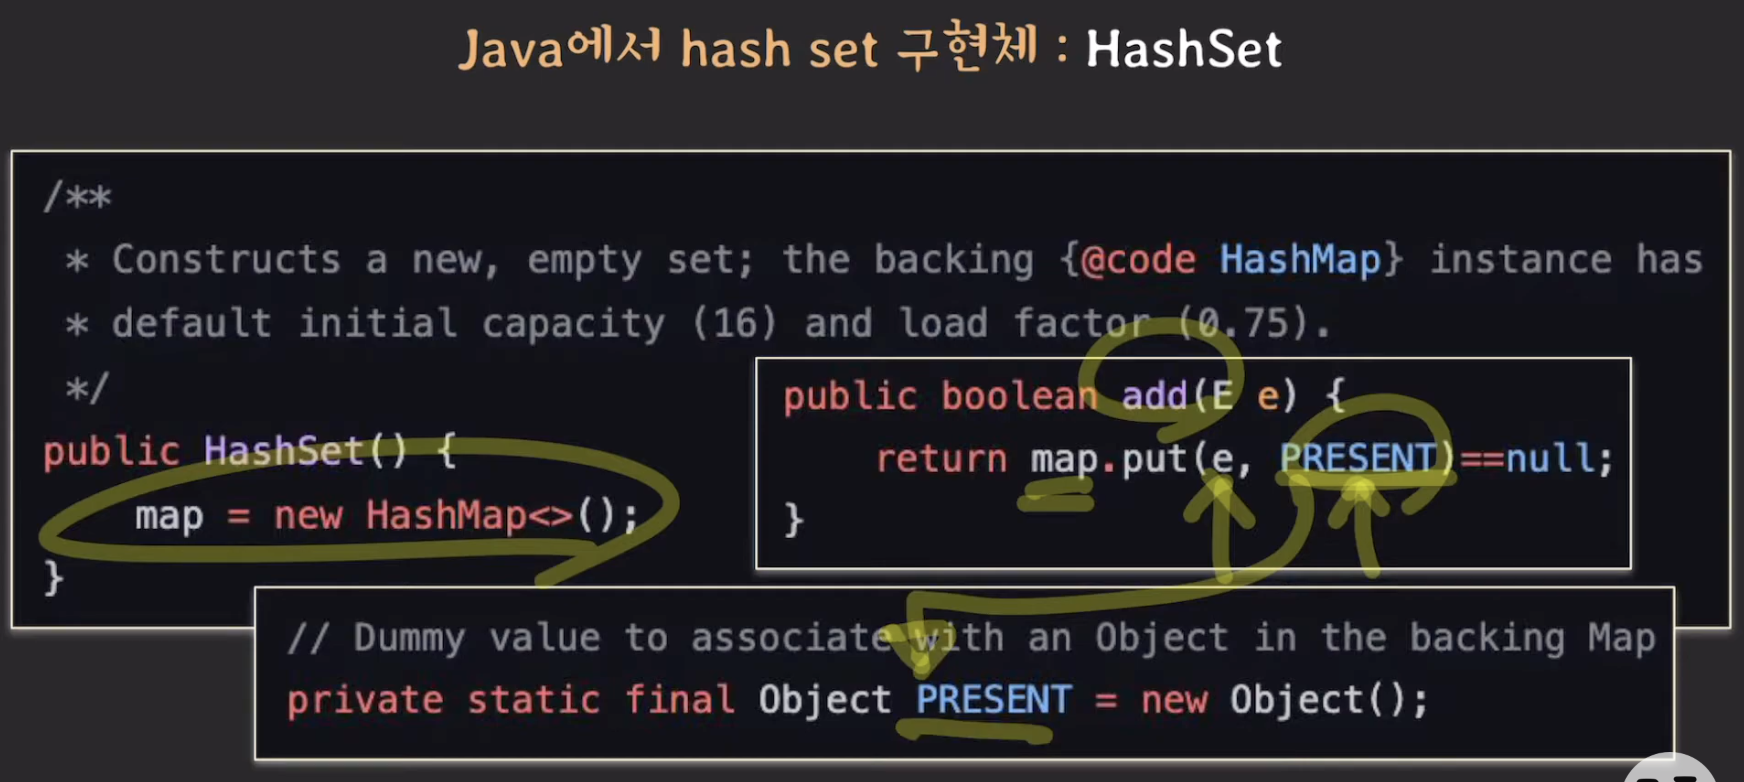 Java에서 hash set 구현체 : HashSet
/**
* Constructs a new, empty set; the backing {@code HashMap} instance has
* default initial capacity (16) and load factor (0.75).
*/
public HashSet() {
map = new HashMap<>();
}
public boolean add(E e) {
return map.put(e, PRESENT)==null;
}
// Dummy value to associate with an Object in the backing Map
private static final Object PRESENT = new Object();